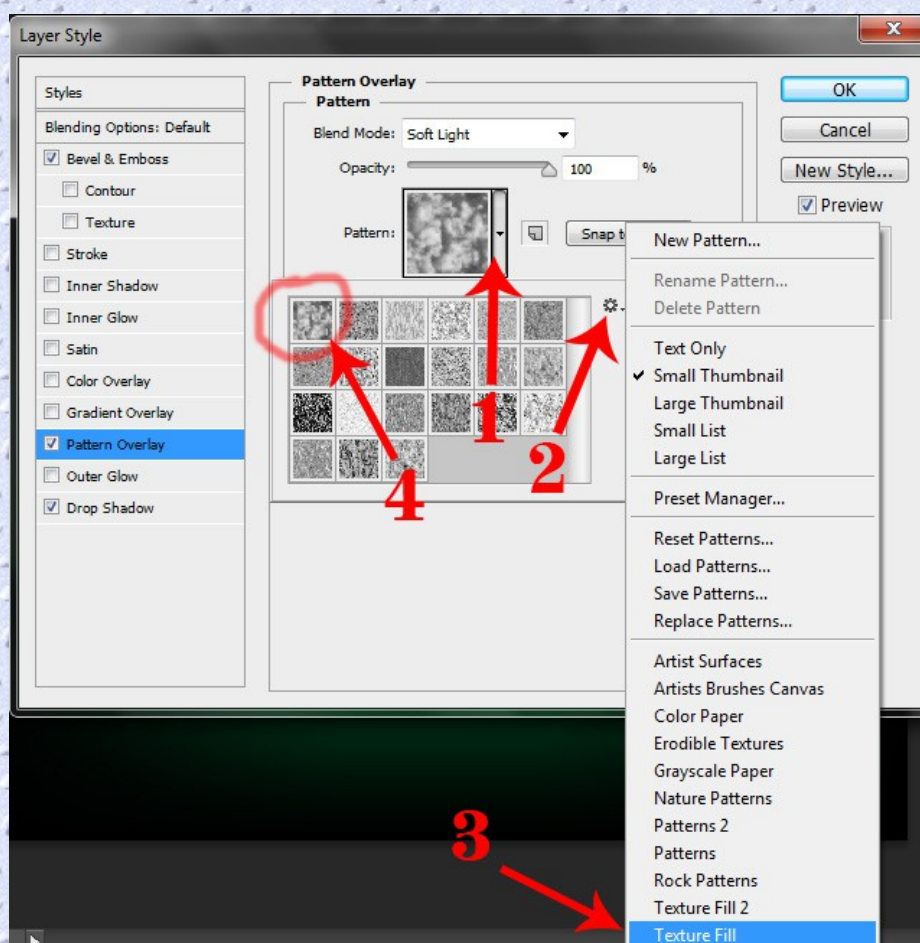 Layer Style
x
Styles
Blending Options: Default
Bevel & Emboss
Contour
Texture
Stroke
Inner Shadow
Inner Glow
Satin
Color Overlay
Gradient Overlay
Pattern Overlay
Outer Glow
Drop Shadow
Pattern Overlay
Pattern
Blend Mode: Soft Light
Opacity: 100 %
Pattern:
Snap t
1
2
4
3
OK
Cancel
New Style...
Preview
New Pattern...
Rename Pattern...
Delete Pattern
Text Only
Small Thumbnail
Large Thumbnail
Small List
Large List
Preset Manager...
Reset Patterns...
Load Patterns...
Save Patterns...
Replace Patterns...
Artist Surfaces
Artists Brushes Canvas
Color Paper
Erodible Textures
Grayscale Paper
Nature Patterns
Patterns 2
Patterns
Rock Patterns
Texture Fill 2
Texture Fill